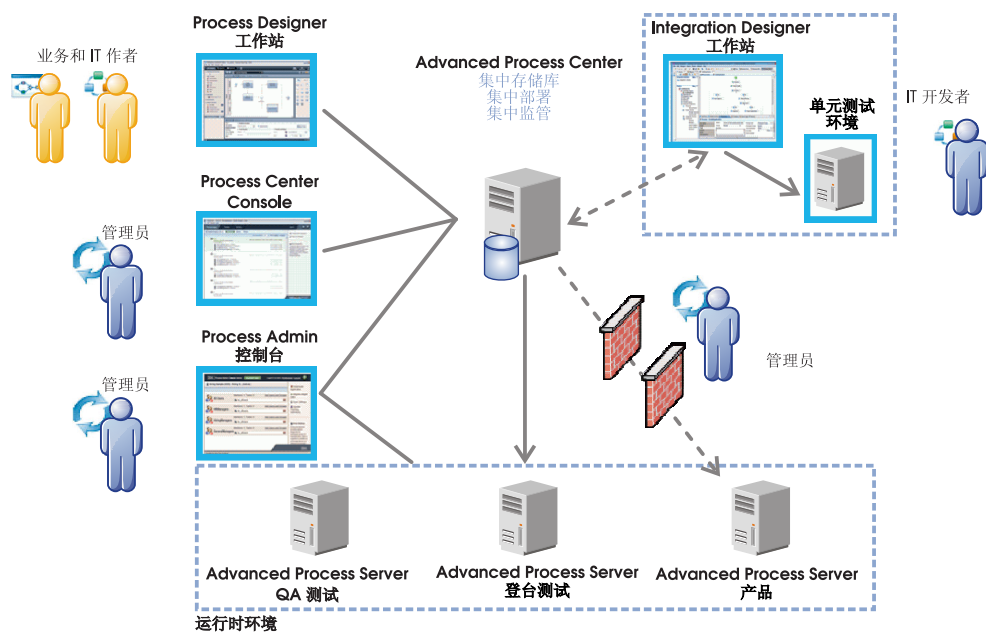 业务和 IT 作者
Process Designer
工作站
Advanced Process Center
集中存储库
集中部署
集中监管
Integration Designer
工作站
单元测试
环境
IT 开发者
Process Center
Console
管理员
Process Admin
控制台
管理员
管理员
Advanced Process Server
QA 测试
Advanced Process Server
登台测试
Advanced Process Server
产品
运行时环境